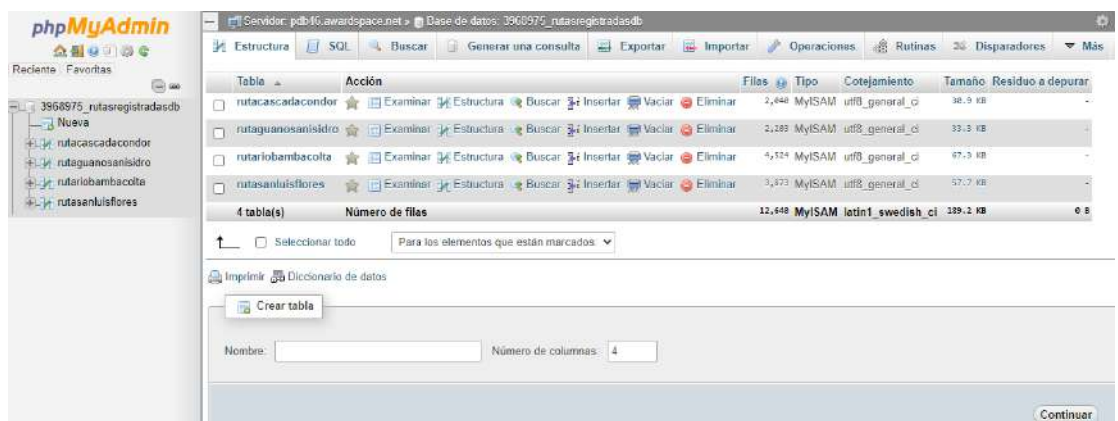 phpMyAdmin
Reciente Favoritas
3968975_rutasregistradasdb
Nueva
rutacascadacondor
rutaguanosanisidro
rutariobambacolta
rutasanluisflores
Servidor: pdb46.awardspace.net » Base de datos: 3968975_rutasregistradasdb
Estructura SQL Buscar Generar una consulta Exportar Importar Operaciones Rutinas Disparadores Más
Tabla Acción Filas Tipo Cotejamiento Tamaño Residuo a depurar
rutacascadacondor Examinar Estructura Buscar Insertar Vaciar Eliminar 2,048 MyISAM utf8_general_ci 30.9 KB -
rutaguanosanisidro Examinar Estructura Buscar Insertar Vaciar Eliminar 2,203 MyISAM utf8_general_ci 33.3 KB -
rutariobambacolta Examinar Estructura Buscar Insertar Vaciar Eliminar 4,524 MyISAM utf8_general_ci 67.3 KB -
rutasanluisflores Examinar Estructura Buscar Insertar Vaciar Eliminar 3,873 MyISAM utf8_general_ci 57.7 KB -
4 tabla(s) Número de filas 12,648 MyISAM latin1_swedish_ci 189.2 KB 0 B
Seleccionar todo Para los elementos que están marcados:
Imprimir Diccionario de datos
Crear tabla
Nombre: Número de columnas: 4
Continuar